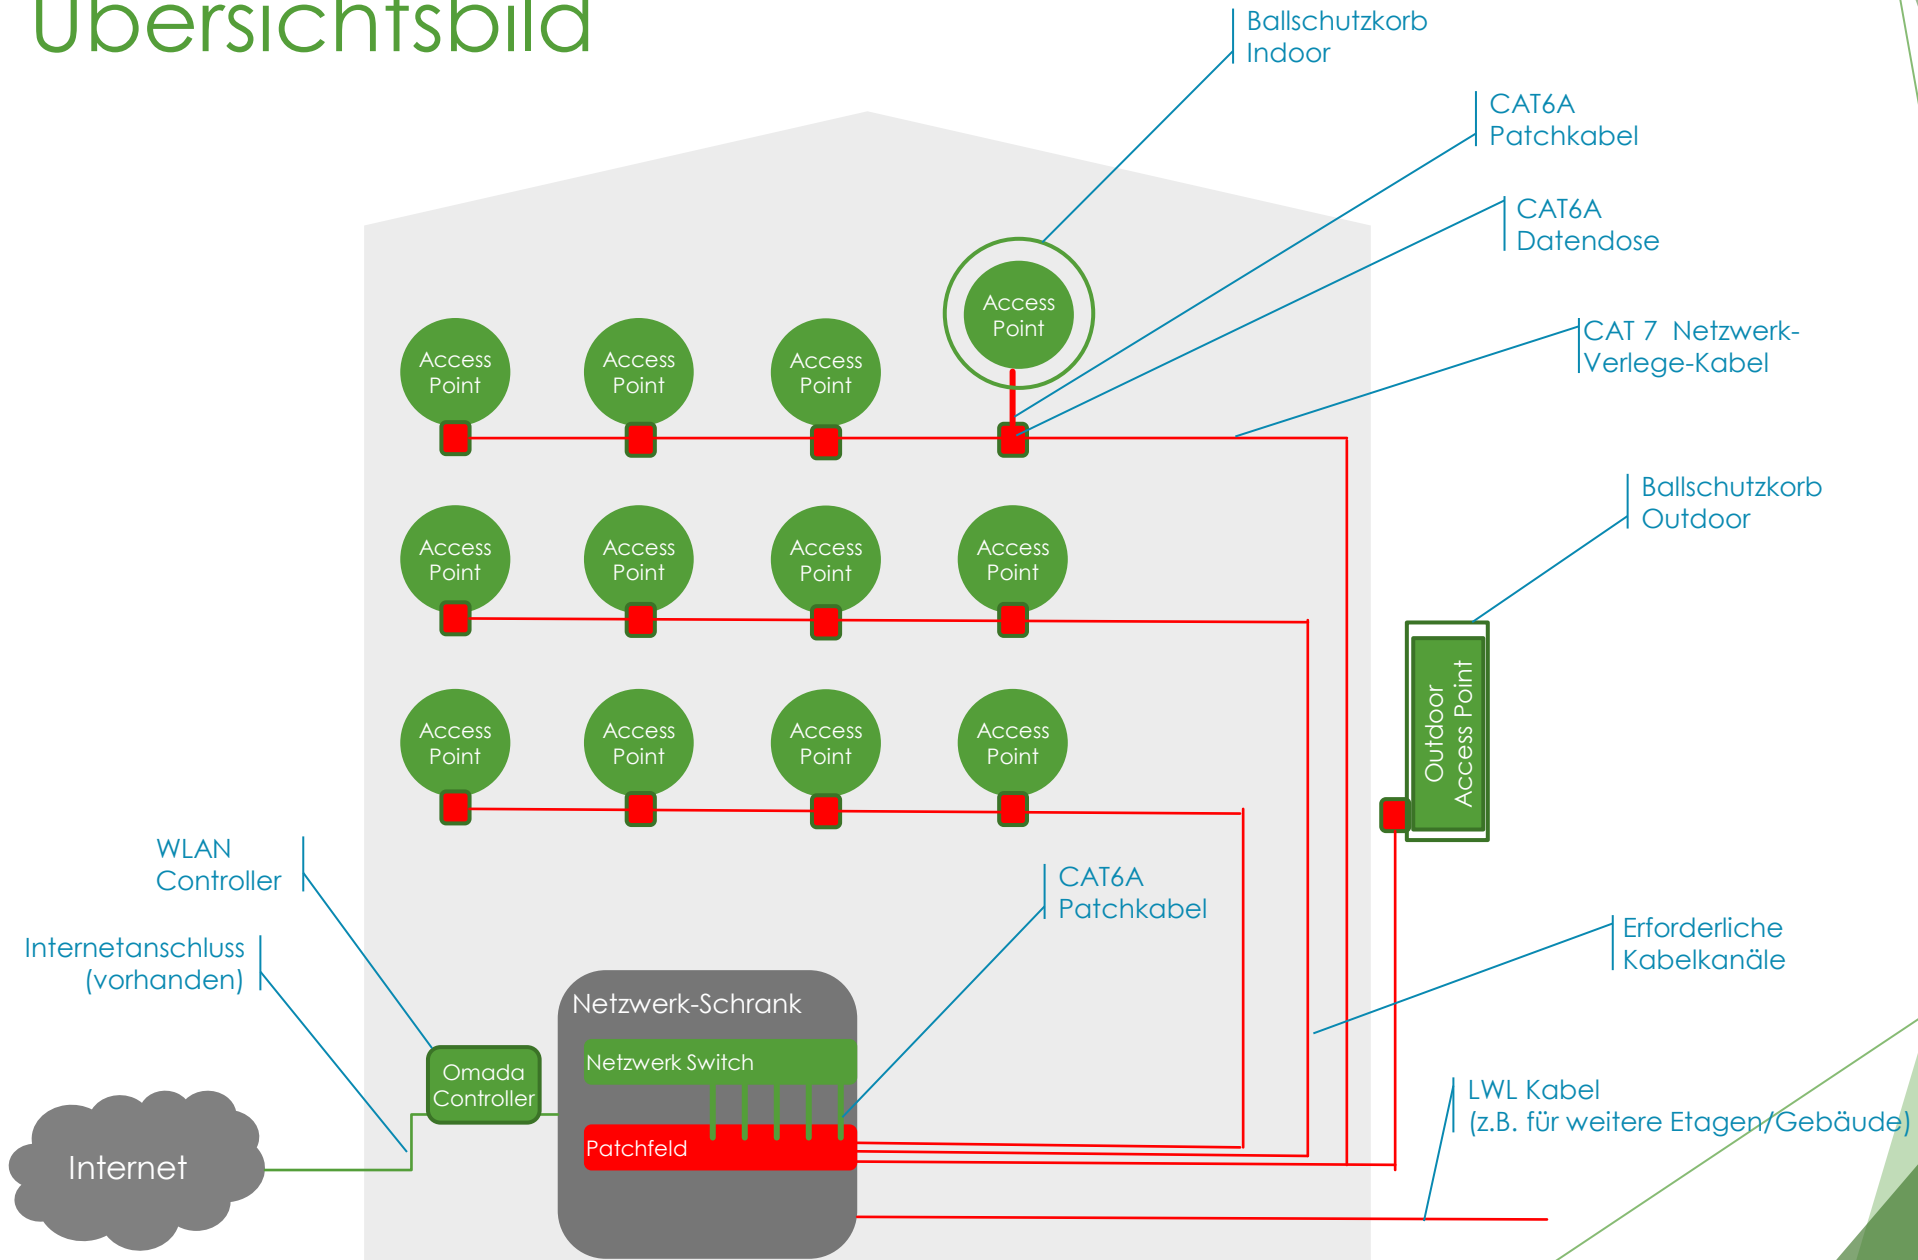 Übersichtsbild
Ballschutzkorb
Indoor
CAT6A
Patchkabel
CAT6A
Datendose
CAT 7  Netzwerk-
Verlege-Kabel
Access
Point
Access
Point
Access
Point
Access
Point
Ballschutzkorb
Outdoor
Access
Point
Access
Point
Access
Point
Access
Point
Outdoor
Access Point
Access
Point
Access
Point
Access
Point
Access
Point
WLAN
Controller
CAT6A
Patchkabel
Internetanschluss
(vorhanden)
Erforderliche
Kabelkanäle
Netzwerk-Schrank
Netzwerk Switch
Omada
Controller
Patchfeld
Internet
LWL Kabel
(z.B. für weitere Etagen/Gebäude)